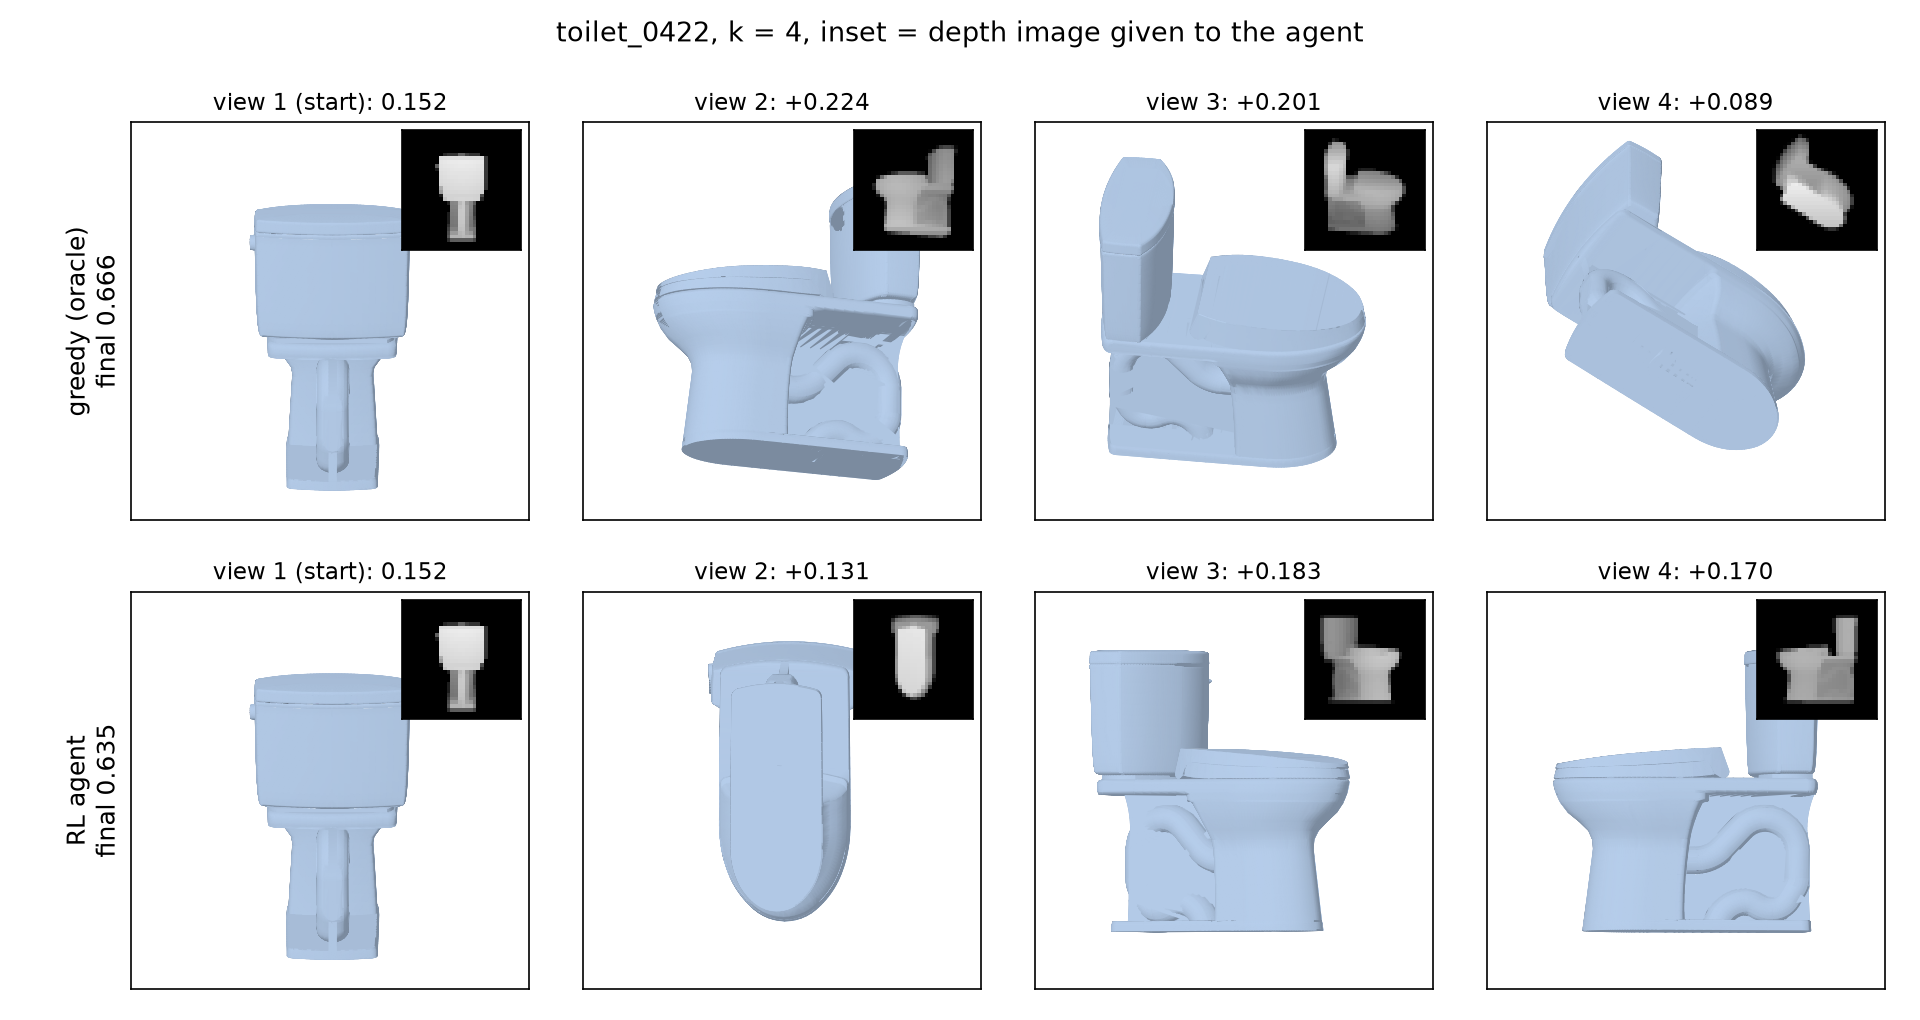 toilet_0422, k = 4, inset = depth image given to the agent
greedy (oracle)
final 0.666
view 1 (start): 0.152
view 2: +0.224
view 3: +0.201
view 4: +0.089
RL agent
final 0.635
view 1 (start): 0.152
view 2: +0.131
view 3: +0.183
view 4: +0.170